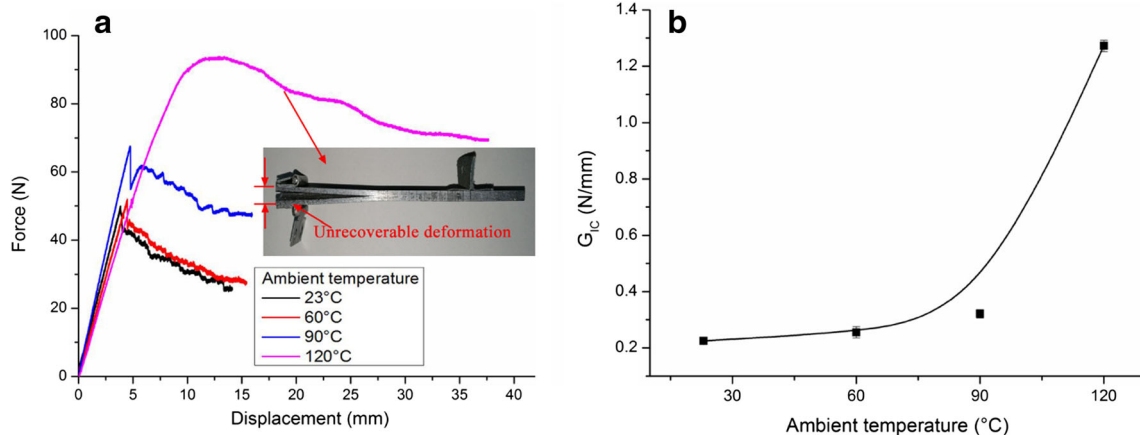 a
100
80
60
40
20
0
Force (N)
0 5 10 15 20 25 30 35 40
Displacement (mm)
Unrecoverable deformation
Ambient temperature
23°C
60°C
90°C
120°C
b
1.4
1.2
1.0
0.8
0.6
0.4
0.2
G_IC (N/mm)
30 60 90 120
Ambient temperature (°C)